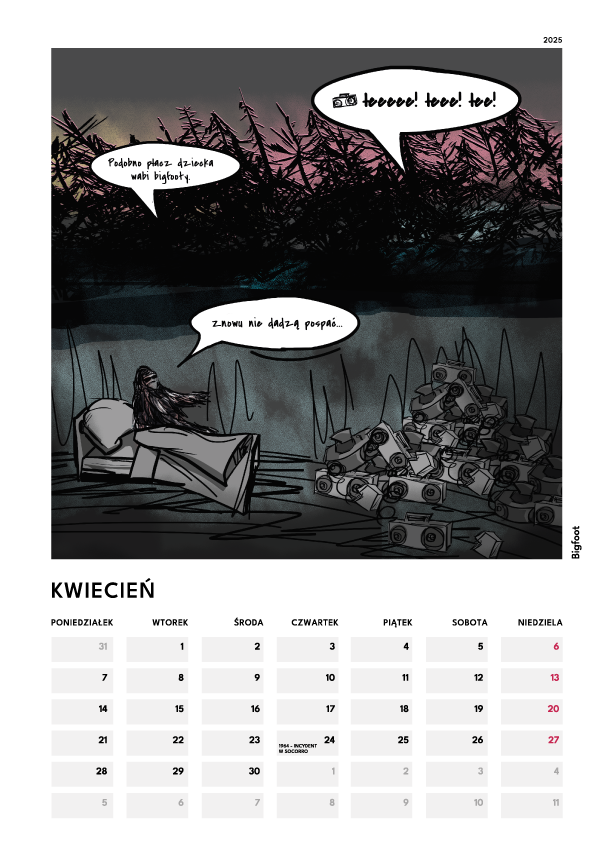 2025
łeeeee! łeee! łee!
Podobno płacz dziecka
wabi bigfooty.
znowu nie dadzą pospać...
Bigfoot
KWIECIEŃ
PONIEDZIAŁEK WTOREK ŚRODA CZWARTEK PIĄTEK SOBOTA NIEDZIELA
31 1 2 3 4 5 6
7 8 9 10 11 12 13
14 15 16 17 18 19 20
21 22 23 24 25 26 27
1964 - INCYDENT
W SOCORRO
28 29 30 1 2 3 4
5 6 7 8 9 10 11